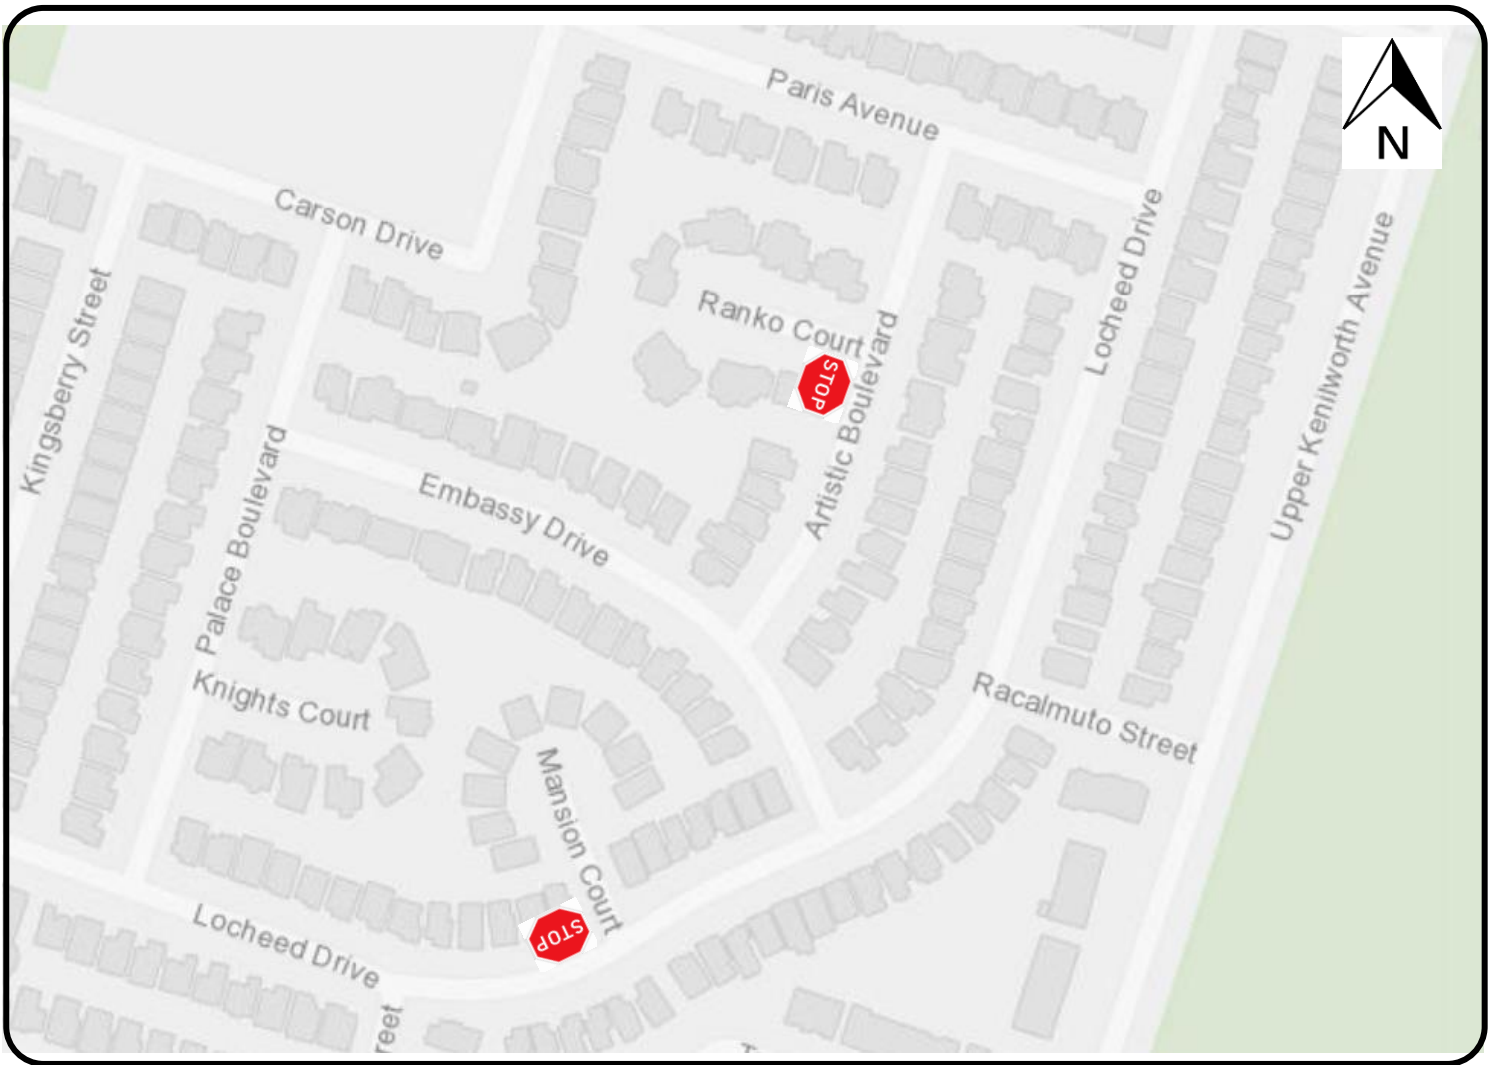 Paris Avenue
N
Carson Drive
Locheed Drive
Upper Kenilworth Avenue
Kingsberry Street
Ranko Court
STOP
Artistic Boulevard
Palace Boulevard
Embassy Drive
Knights Court
Racalmuto Street
Mansion Court
STOP
Locheed Drive
reet